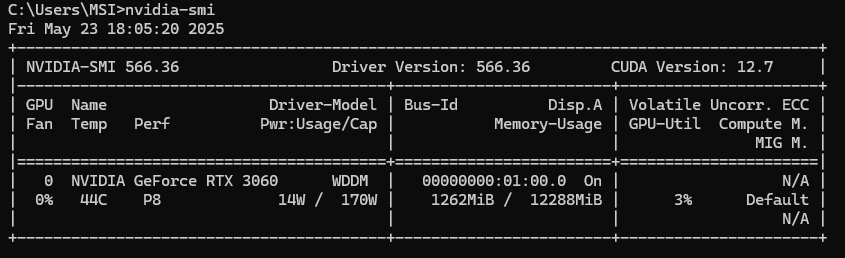 C:\Users\MSI>nvidia-smi
Fri May 23 18:05:20 2025
+-----------------------------------------------------------------------------------------+
| NVIDIA-SMI 566.36                 Driver Version: 566.36         CUDA Version: 12.7     |
|-----------------------------------------+------------------------+----------------------+
| GPU  Name                  Driver-Model | Bus-Id          Disp.A | Volatile Uncorr. ECC |
| Fan  Temp   Perf          Pwr:Usage/Cap |           Memory-Usage | GPU-Util  Compute M. |
|                                         |                        |               MIG M. |
|=========================================+========================+======================|
|   0  NVIDIA GeForce RTX 3060      WDDM  |   00000000:01:00.0  On |                  N/A |
|  0%   44C    P8             14W /  170W |    1262MiB /  12288MiB |      3%      Default |
|                                         |                        |                  N/A |
+-----------------------------------------+------------------------+----------------------+